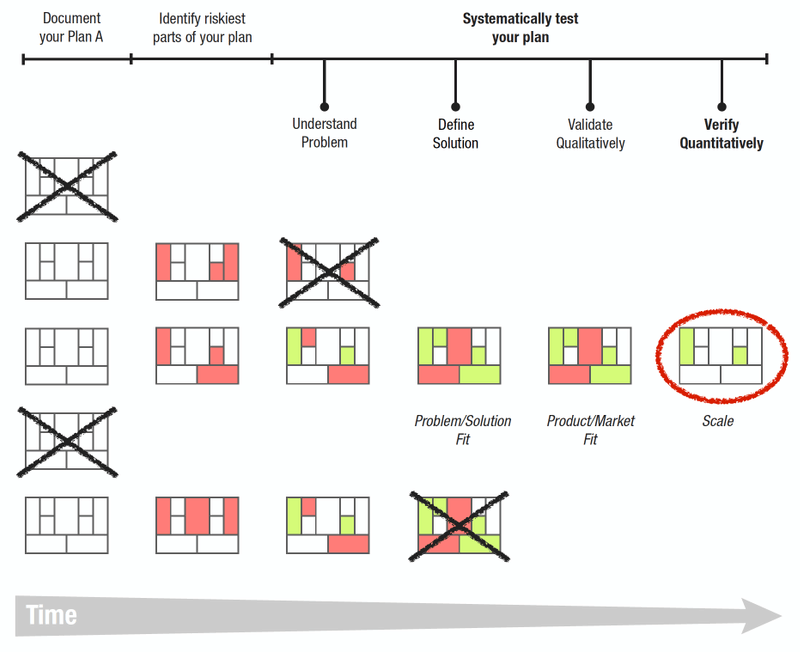 Document
your Plan A
Identify riskiest
parts of your plan
Systematically test
your plan
Understand
Problem
Define
Solution
Validate
Qualitatively
Verify
Quantitatively
Problem/Solution
Fit
Product/Market
Fit
Scale
Time